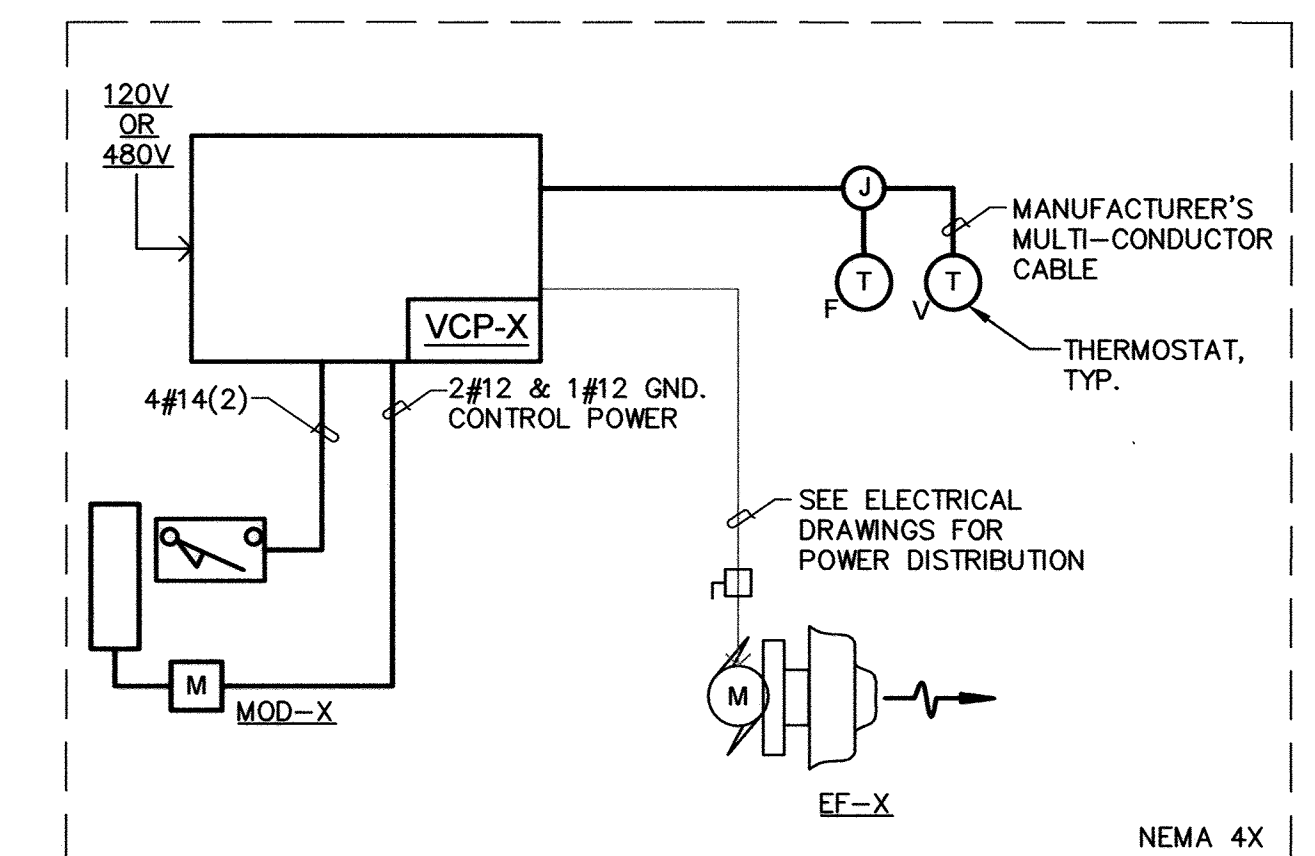 120V
OR
480V
J
MANUFACTURER'S
MULTI-CONDUCTOR
CABLE
T
T
F
V
VCP-X
THERMOSTAT,
TYP.
4#14(2)
2#12 & 1#12 GND.
CONTROL POWER
SEE ELECTRICAL
DRAWINGS FOR
POWER DISTRIBUTION
M
MOD-X
M
EF-X
NEMA 4X